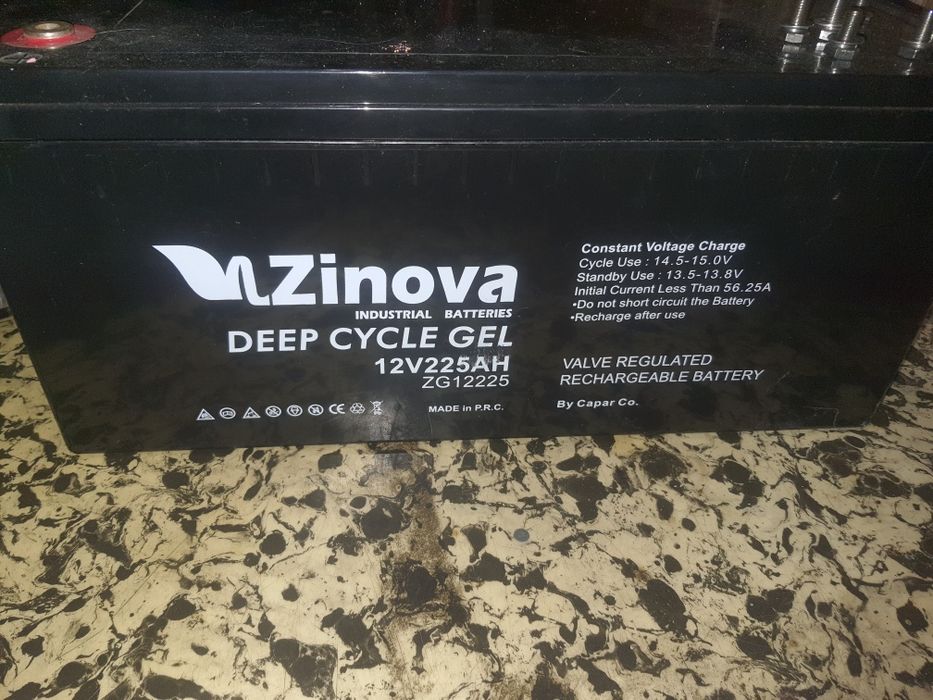 Zinova
INDUSTRIAL BATTERIES
DEEP CYCLE GEL
12V225AH
ZG12225
CE
MADE in P.R.C.
Constant Voltage Charge
Cycle Use : 14.5-15.0V
Standby Use : 13.5-13.8V
Initial Current Less Than 56.25A
•Do not short circuit the Battery
•Recharge after use
VALVE REGULATED
RECHARGEABLE BATTERY
By Capar Co.